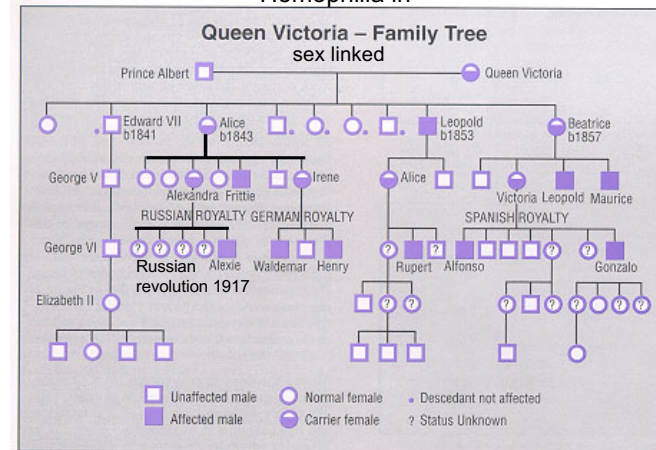 Hemophilia in
Queen Victoria – Family Tree
sex linked
Prince Albert
Queen Victoria
Edward VII
b1841
Alice
b1843
Leopold
b1853
Beatrice
b1857
George V
Alexandra
Frittie
Irene
Alice
Victoria
Leopold
Maurice
RUSSIAN ROYALTY
GERMAN ROYALTY
SPANISH ROYALTY
George VI
? ? ? ?
Alexie
Waldemar
Henry
?
Rupert
?
Alfonso
?
?
Gonzalo
Russian
revolution 1917
Elizabeth II
? ?
? ? ? ? ?
Unaffected male
Normal female
Descedant not affected
Affected male
Carrier female
? Status Unknown